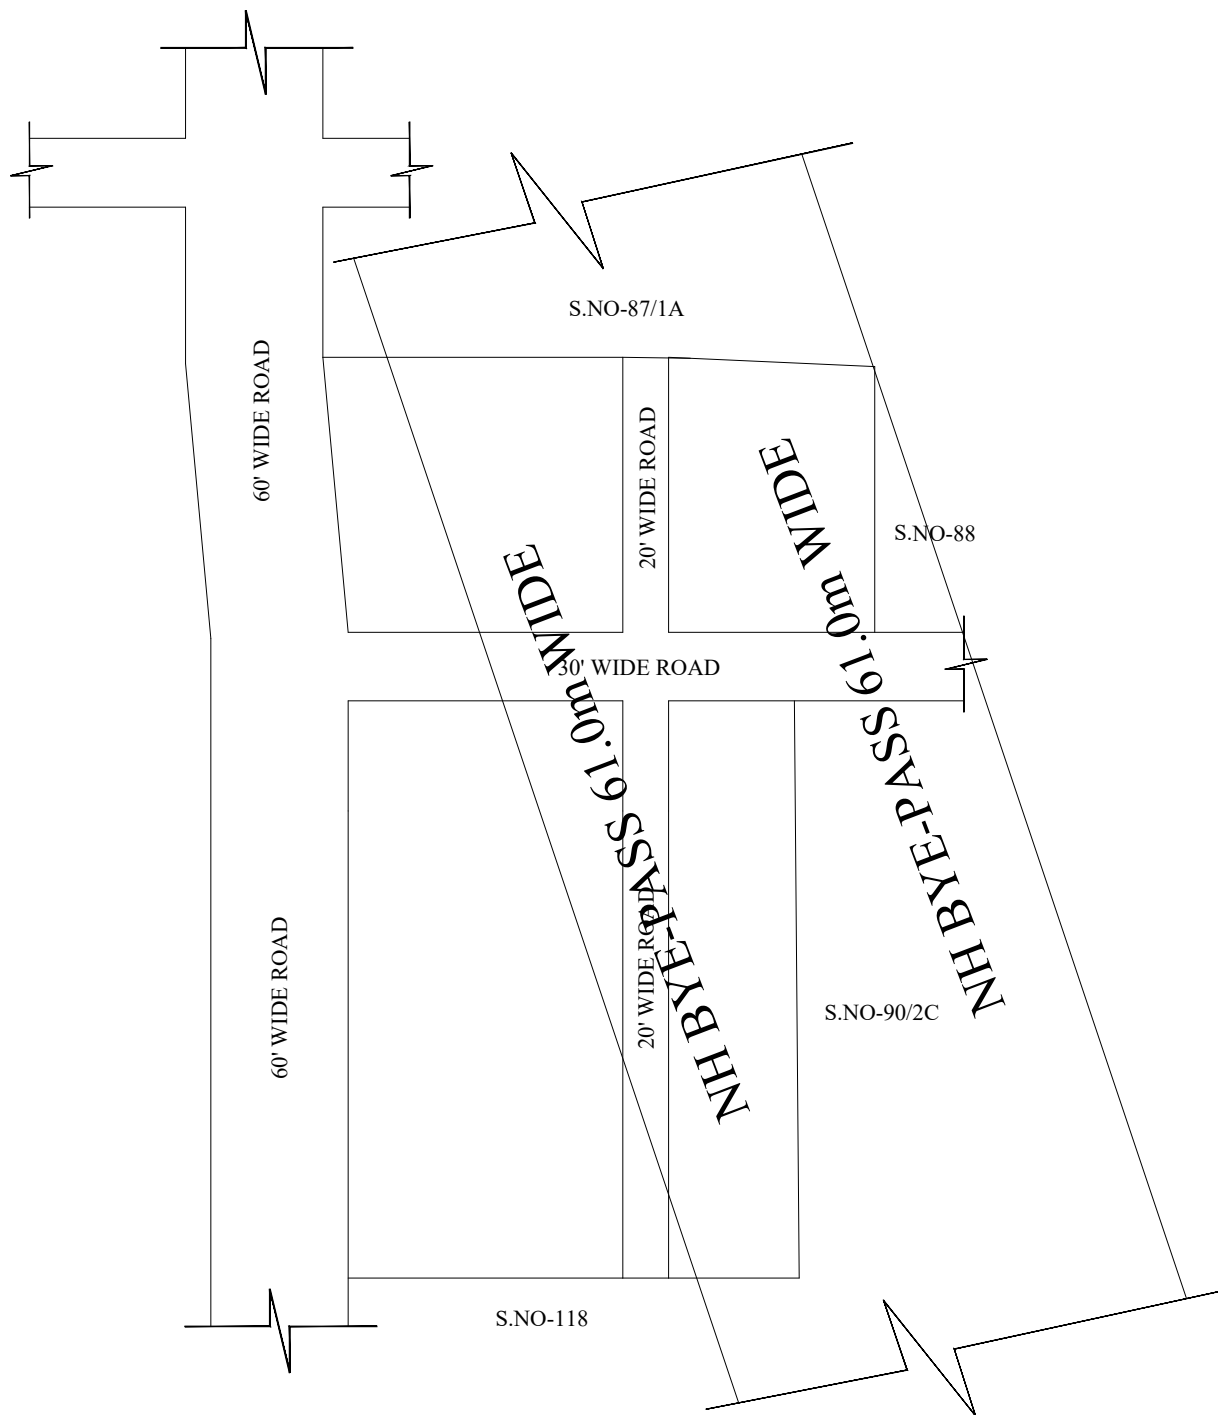 S.NO-87/1A
60' WIDE ROAD
20' WIDE ROAD
NH BYE-PASS 61.0m WIDE
S.NO-88
NH BYE-PASS 61.0m WIDE
30' WIDE ROAD
60' WIDE ROAD
20' WIDE ROAD
S.NO-90/2C
S.NO-118